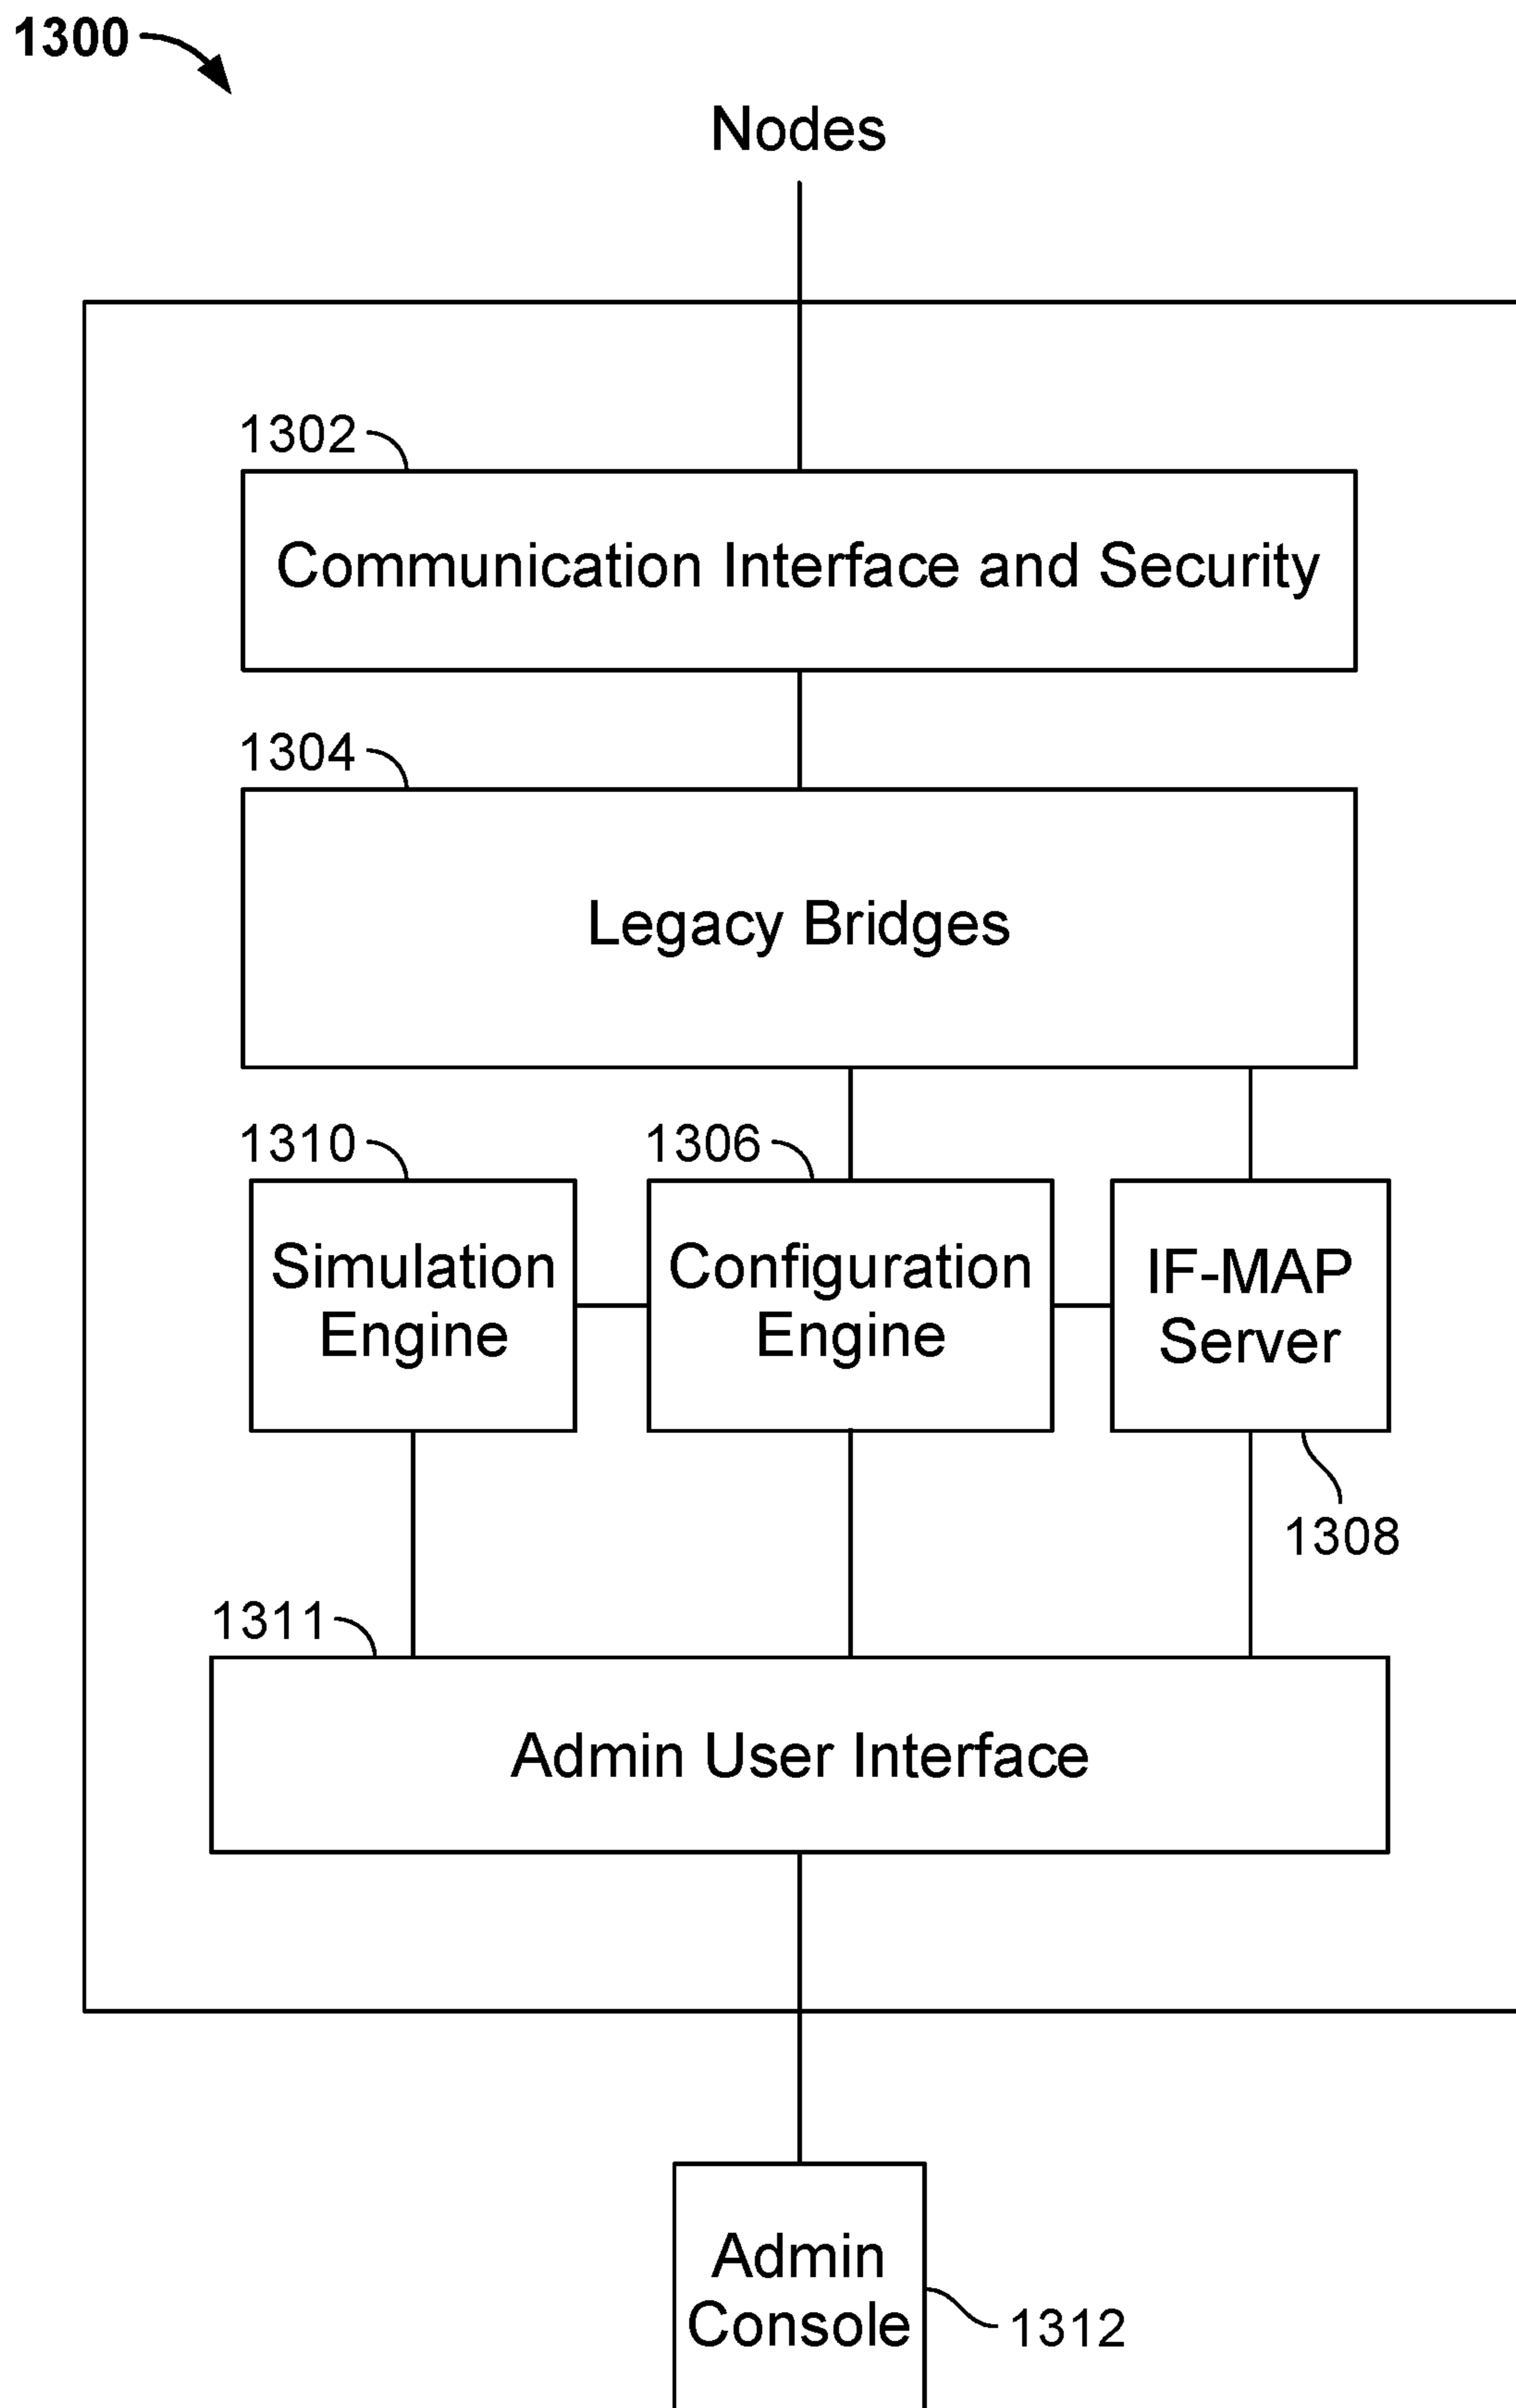 1300
Nodes
1302
Communication Interface and Security
1304
Legacy Bridges
1310
1306
Simulation
Engine
Configuration
Engine
IF-MAP
Server
1308
1311
Admin User Interface
Admin
Console
1312